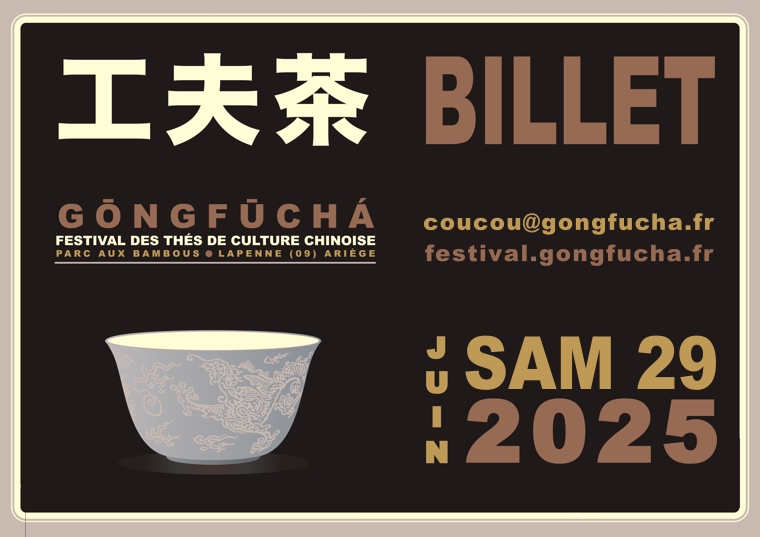 工夫茶
GŌNGFŪCHÁ
FESTIVAL DES THÉS DE CULTURE CHINOISE
PARC AUX BAMBOUS ● LAPENNE (09) ARIÈGE
BILLET
coucou@gongfucha.fr
festival.gongfucha.fr
JUIN
SAM 29
2025